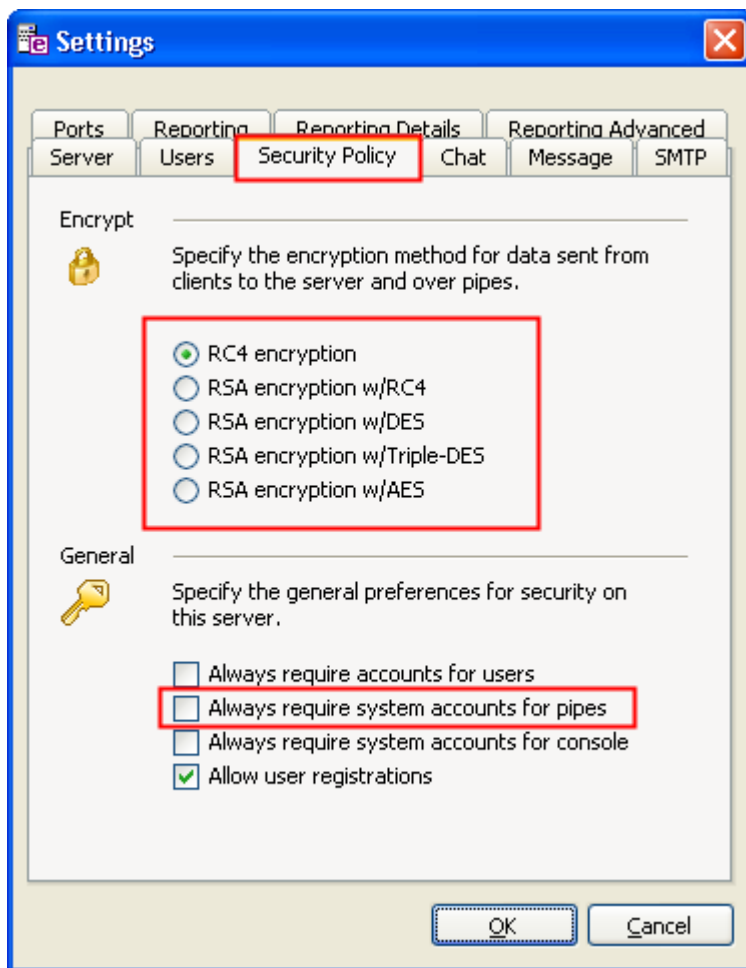 Settings
Ports Reporting Reporting Details Reporting Advanced
Server Users Security Policy Chat Message SMTP
Encrypt
Specify the encryption method for data sent from
clients to the server and over pipes.
RC4 encryption
RSA encryption w/RC4
RSA encryption w/DES
RSA encryption w/Triple-DES
RSA encryption w/AES
General
Specify the general preferences for security on
this server.
Always require accounts for users
Always require system accounts for pipes
Always require system accounts for console
Allow user registrations
OK Cancel